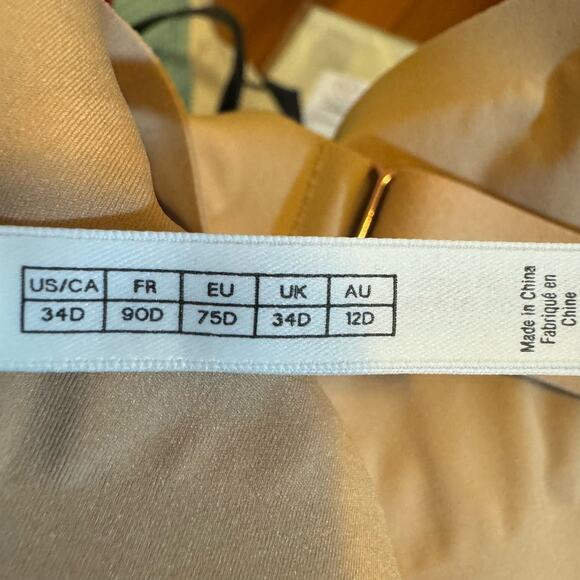 US/CA FR EU UK AU
34D 90D 75D 34D 12D
Made in China
Fabriqué en
Chine